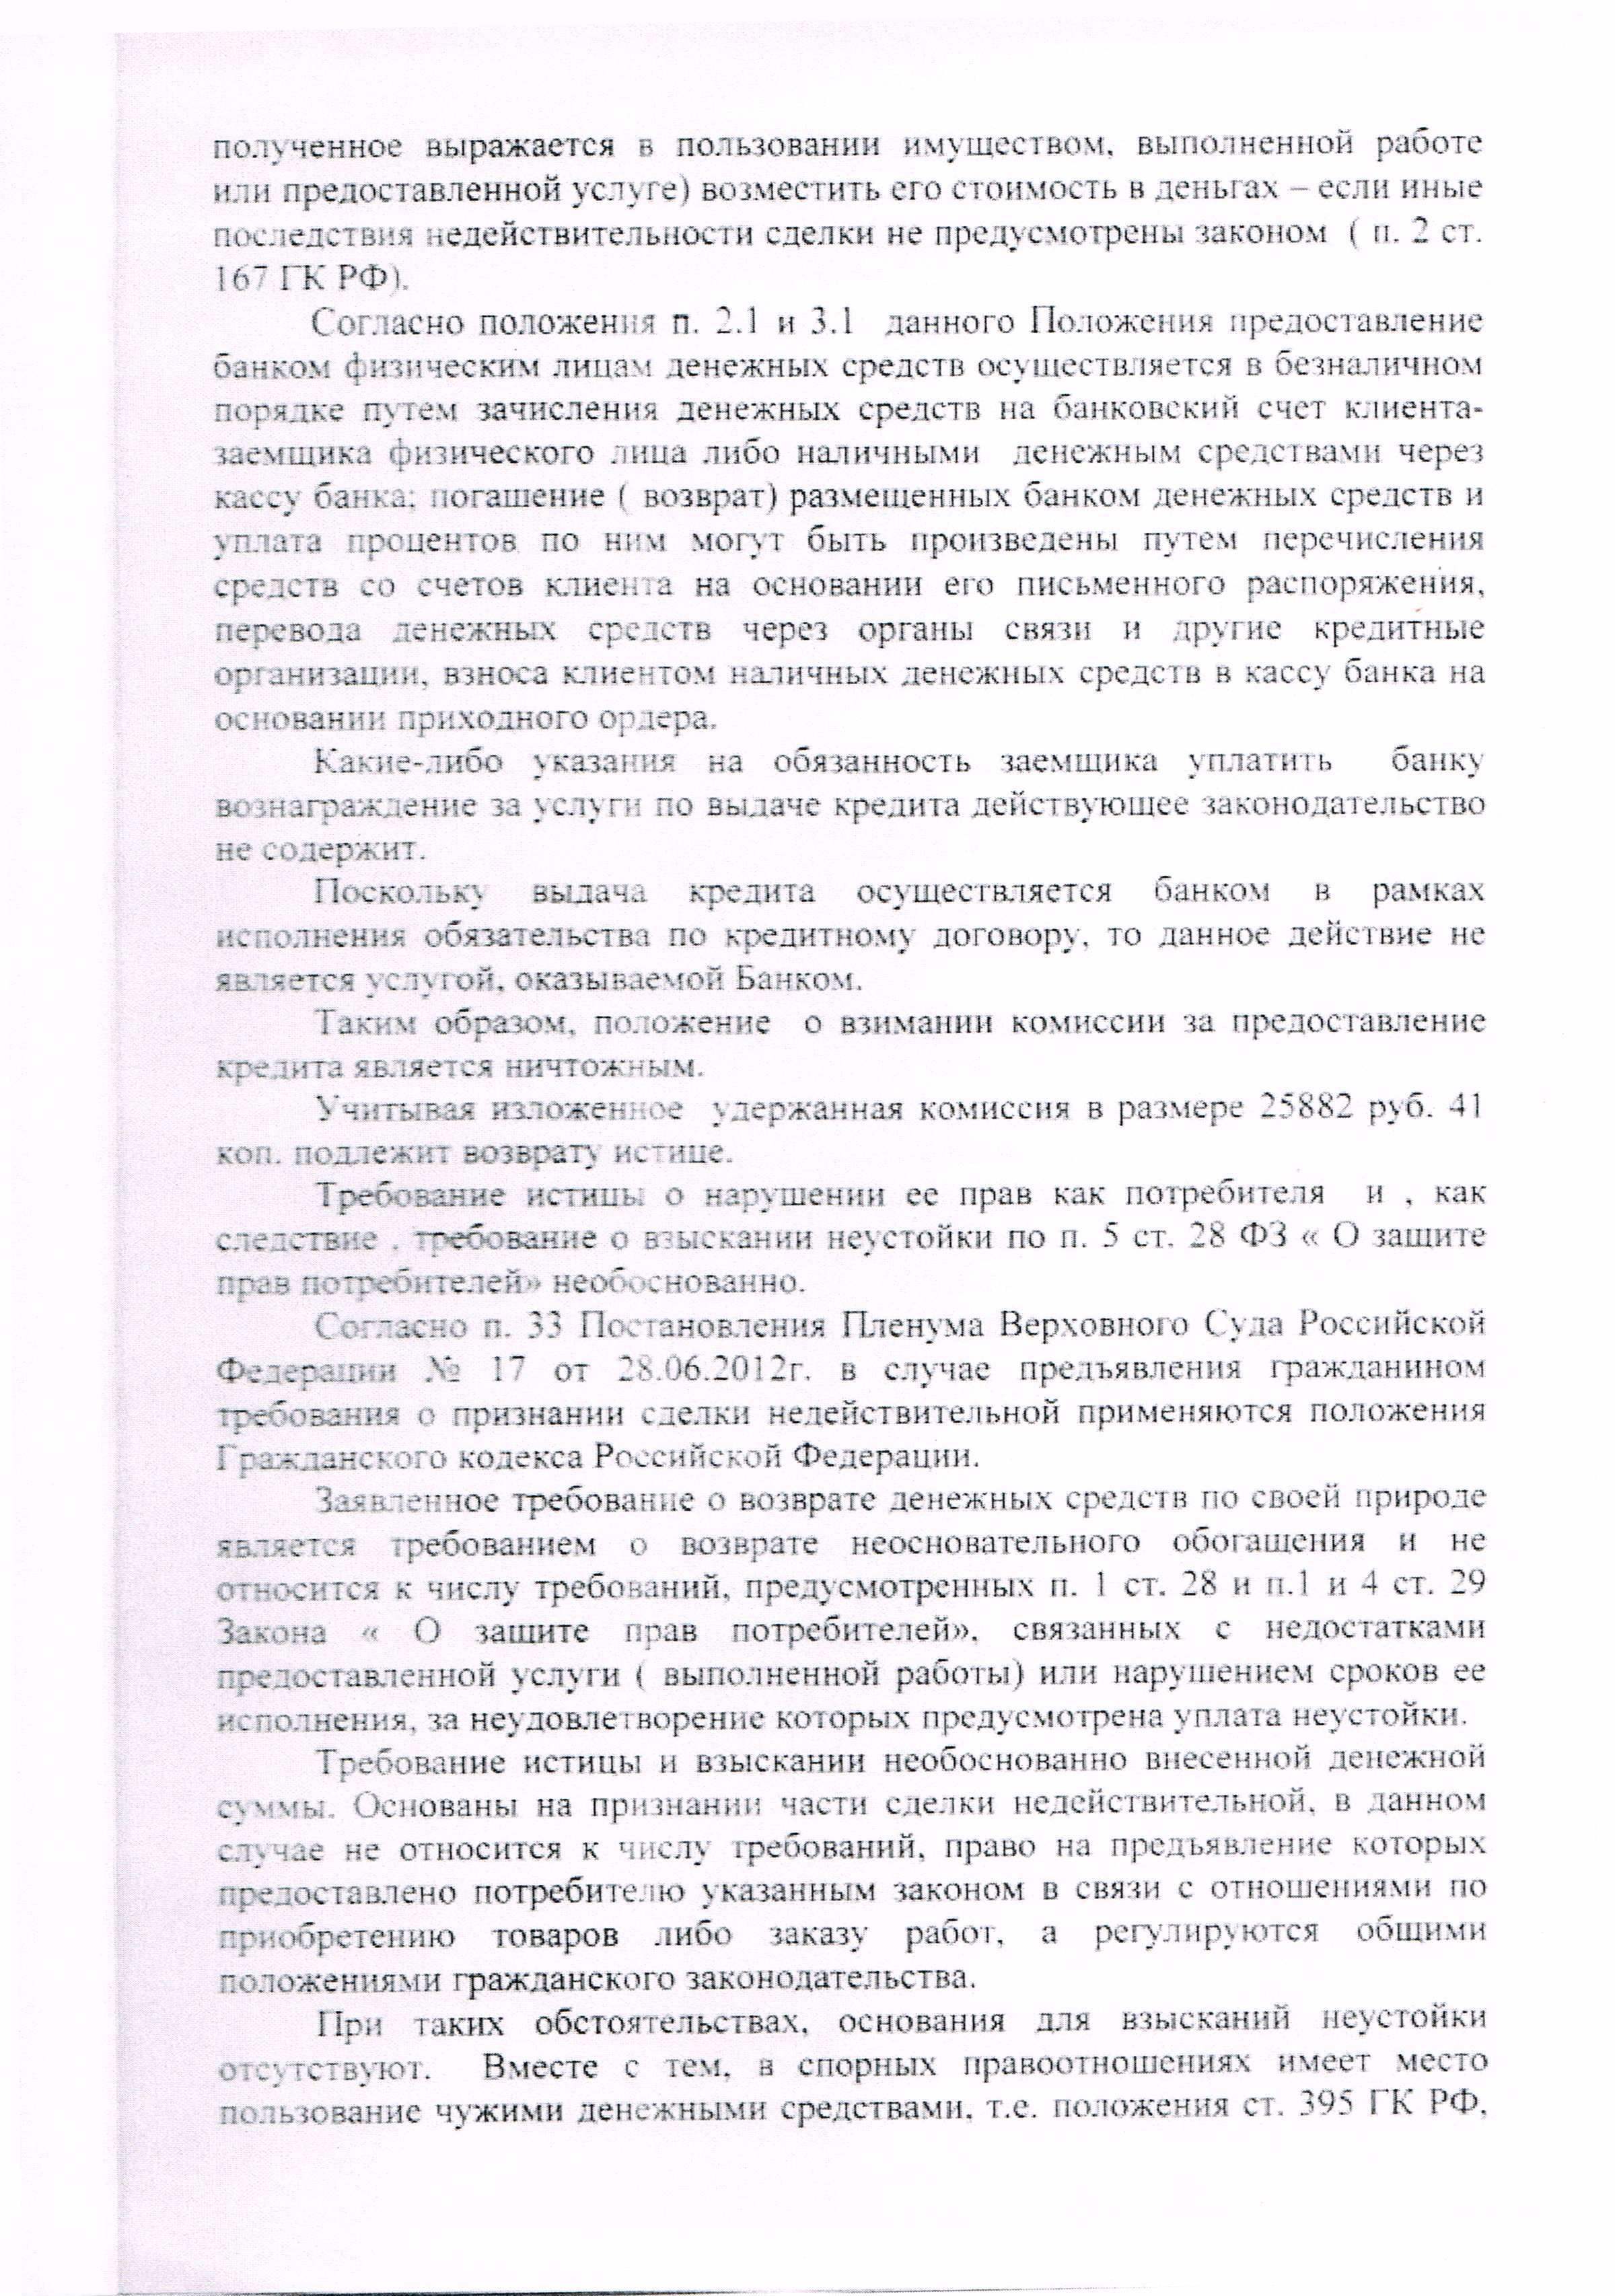 полученное выражается в пользовании имуществом, выполненной работе
или предоставленной услуге) возместить его стоимость в деньгах – если иные
последствия недействительности сделки не предусмотрены законом ( п. 2 ст.
167 ГК РФ).
Согласно положения п. 2.1 и 3.1 данного Положения предоставление
банком физическим лицам денежных средств осуществляется в безналичном
порядке путем зачисления денежных средств на банковский счет клиента-
заемщика физического лица либо наличными денежным средствами через
кассу банка; погашение ( возврат) размещенных банком денежных средств и
уплата процентов по ним могут быть произведены путем перечисления
средств со счетов клиента на основании его письменного распоряжения,
перевода денежных средств через органы связи и другие кредитные
организации, взноса клиентом наличных денежных средств в кассу банка на
основании приходного ордера.
Какие-либо указания на обязанность заемщика уплатить банку
вознаграждение за услуги по выдаче кредита действующее законодательство
не содержит.
Поскольку выдача кредита осуществляется банком в рамках
исполнения обязательства по кредитному договору, то данное действие не
является услугой, оказываемой Банком.
Таким образом, положение о взимании комиссии за предоставление
кредита является ничтожным.
Учитывая изложенное удержанная комиссия в размере 25882 руб. 41
коп. подлежит возврату истице.
Требование истицы о нарушении ее прав как потребителя и , как
следствие , требование о взыскании неустойки по п. 5 ст. 28 ФЗ « О защите
прав потребителей» необоснованно.
Согласно п. 33 Постановления Пленума Верховного Суда Российской
Федерации № 17 от 28.06.2012г. в случае предъявления гражданином
требования о признании сделки недействительной применяются положения
Гражданского кодекса Российской Федерации.
Заявленное требование о возврате денежных средств по своей природе
является требованием о возврате неосновательного обогащения и не
относится к числу требований, предусмотренных п. 1 ст. 28 и п.1 и 4 ст. 29
Закона « О защите прав потребителей», связанных с недостатками
предоставленной услуги ( выполненной работы) или нарушением сроков ее
исполнения, за неудовлетворение которых предусмотрена уплата неустойки.
Требование истицы и взыскании необоснованно внесенной денежной
суммы. Основаны на признании части сделки недействительной, в данном
случае не относится к числу требований, право на предъявление которых
предоставлено потребителю указанным законом в связи с отношениями по
приобретению товаров либо заказу работ, а регулируются общими
положениями гражданского законодательства.
При таких обстоятельствах, основания для взысканий неустойки
отсутствуют. Вместе с тем, в спорных правоотношениях имеет место
пользование чужими денежными средствами, т.е. положения ст. 395 ГК РФ,